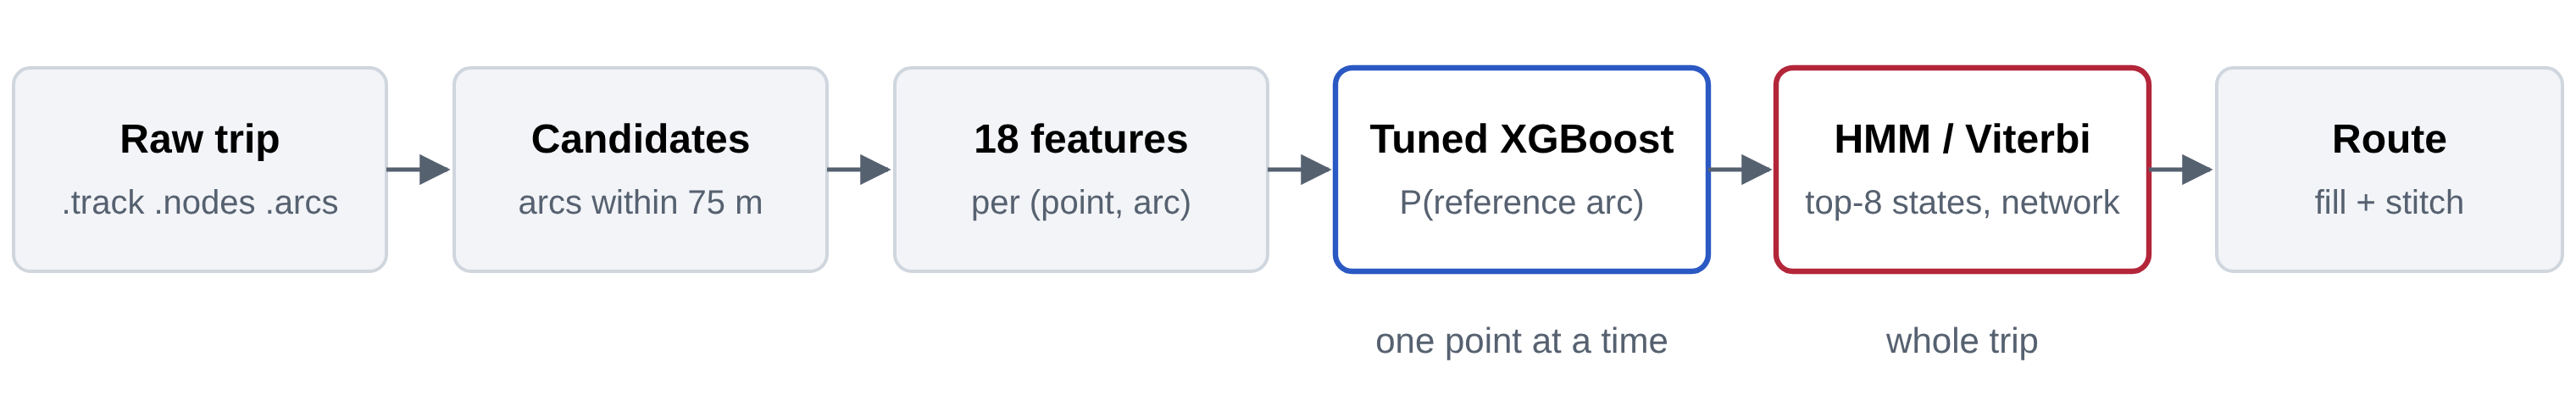 Raw trip
.track .nodes .arcs
Candidates
arcs within 75 m
18 features
per (point, arc)
Tuned XGBoost
P(reference arc)
one point at a time
HMM / Viterbi
top-8 states, network
whole trip
Route
fill + stitch